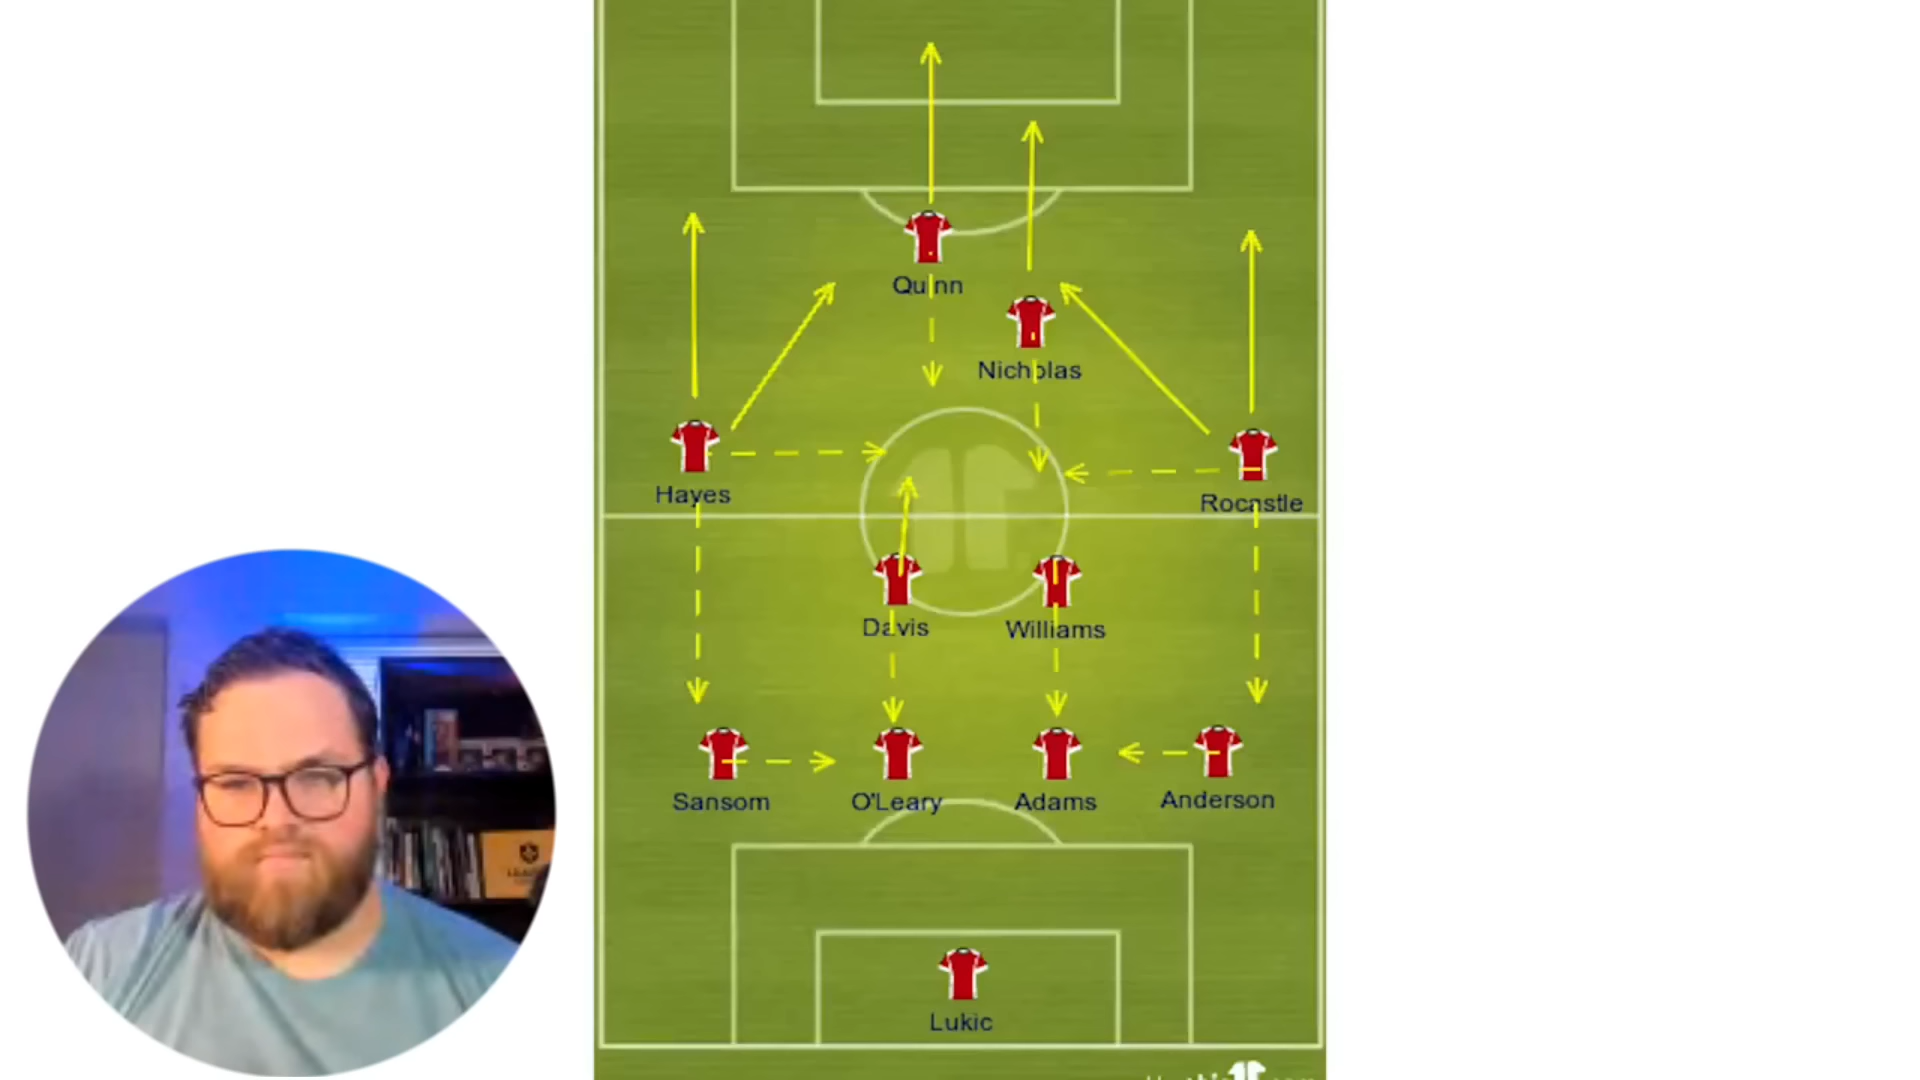 Quinn
Nicholas
Hayes
Rocastle
Davis
Williams
Sansom
O'Leary
Adams
Anderson
Lukic